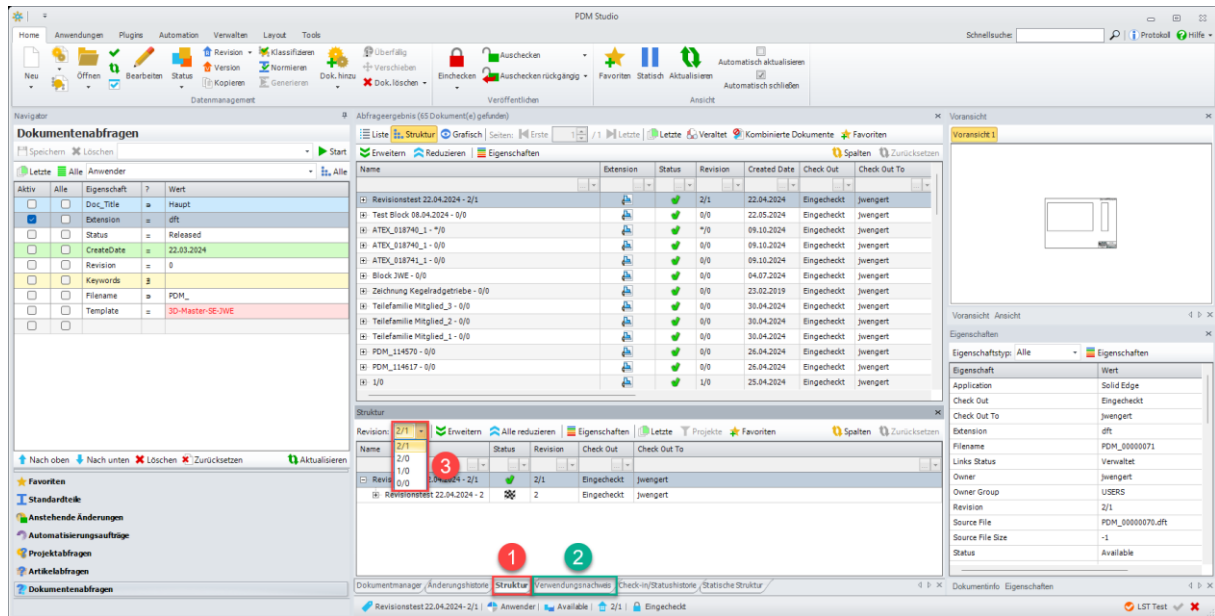 PDM Studio
Home Anwendungen Plugins Automation Verwalten Layout Tools Schnellsuche: Protokoll Hilfe
Neu Öffnen Bearbeiten Status Revision Version Kopieren Klassifizieren Normieren Generieren Dok. hinzu Überfällig Verschieben Dok. löschen Einchecken Auschecken Auschecken rückgängig Favoriten Statisch Aktualisieren Automatisch aktualisieren Automatisch schließen
Datenmanagement Veröffentlichen Ansicht
Navigator
Dokumentenabfragen
Speichern Löschen Start
Letzte Alle Anwender Alle
Aktiv Alle Eigenschaft ? Wert
Doc_Title Haupt
Extension = dft
Status = Released
CreateDate = 22.03.2024
Revision = 0
Keywords
Filename PDM_
Template = 3D-Master-SE-JWE
Nach oben Nach unten Löschen Zurücksetzen Aktualisieren
Favoriten
Standardteile
Anstehende Änderungen
Automatisierungsaufträge
Projektabfragen
Artikelabfragen
Dokumentenabfragen
Abfrageergebnis (65 Dokument(e) gefunden)
Liste Struktur Grafisch Seiten: Erste 1 / 1 Letzte Letzte Veraltet Kombinierte Dokumente Favoriten
Erweitern Reduzieren Eigenschaften Spalten Zurücksetzen
Name Extension Status Revision Created Date Check Out Check Out To
Revisionstest 22.04.2024 - 2/1 2/1 22.04.2024 Eingecheckt jwengert
Test Block 08.04.2024 - 0/0 0/0 22.05.2024 Eingecheckt jwengert
ATEX_018740_1 - */0 */0 09.10.2024 Eingecheckt jwengert
ATEX_018740_1 - 0/0 0/0 09.10.2024 Eingecheckt jwengert
ATEX_018741_1 - 0/0 0/0 09.10.2024 Eingecheckt jwengert
Block JWE - 0/0 0/0 04.07.2024 Eingecheckt jwengert
Zeichnung Kegelradgetriebe - 0/0 0/0 23.02.2019 Eingecheckt jwengert
Teilefamilie Mitglied_3 - 0/0 0/0 30.04.2024 Eingecheckt jwengert
Teilefamilie Mitglied_2 - 0/0 0/0 30.04.2024 Eingecheckt jwengert
Teilefamilie Mitglied_1 - 0/0 0/0 30.04.2024 Eingecheckt jwengert
PDM_114570 - 0/0 0/0 26.04.2024 Eingecheckt jwengert
PDM_114617 - 0/0 0/0 26.04.2024 Eingecheckt jwengert
1/0 1/0 25.04.2024 Eingecheckt jwengert
Struktur
Revision: 2/1 Erweitern Alle reduzieren Eigenschaften Letzte Projekte Favoriten Spalten Zurücksetzen
Name Status Revision Check Out Check Out To
2/1
2/0
1/0
0/0
3
Revis 2.04.2024 - 2/1 2/1 Eingecheckt jwengert
Revisionstest 22.04.2024 - 2 2 Eingecheckt jwengert
1 2
Dokumentmanager Änderungshistorie Struktur Verwendungsnachweis Check-in/Statushistorie Statische Struktur
Revisionstest 22.04.2024- 2/1 | Anwender | Available | 2/1 | Eingecheckt
Voransicht
Voransicht 1
Voransicht Ansicht
Eigenschaften
Eigenschaftstyp: Alle Eigenschaften
Eigenschaft Wert
Application Solid Edge
Check Out Eingecheckt
Check Out To jwengert
Extension dft
Filename PDM_00000071
Links Status Verwaltet
Owner jwengert
Owner Group USERS
Revision 2/1
Source File PDM_00000070.dft
Source File Size -1
Status Available
Dokumentinfo Eigenschaften
LST Test